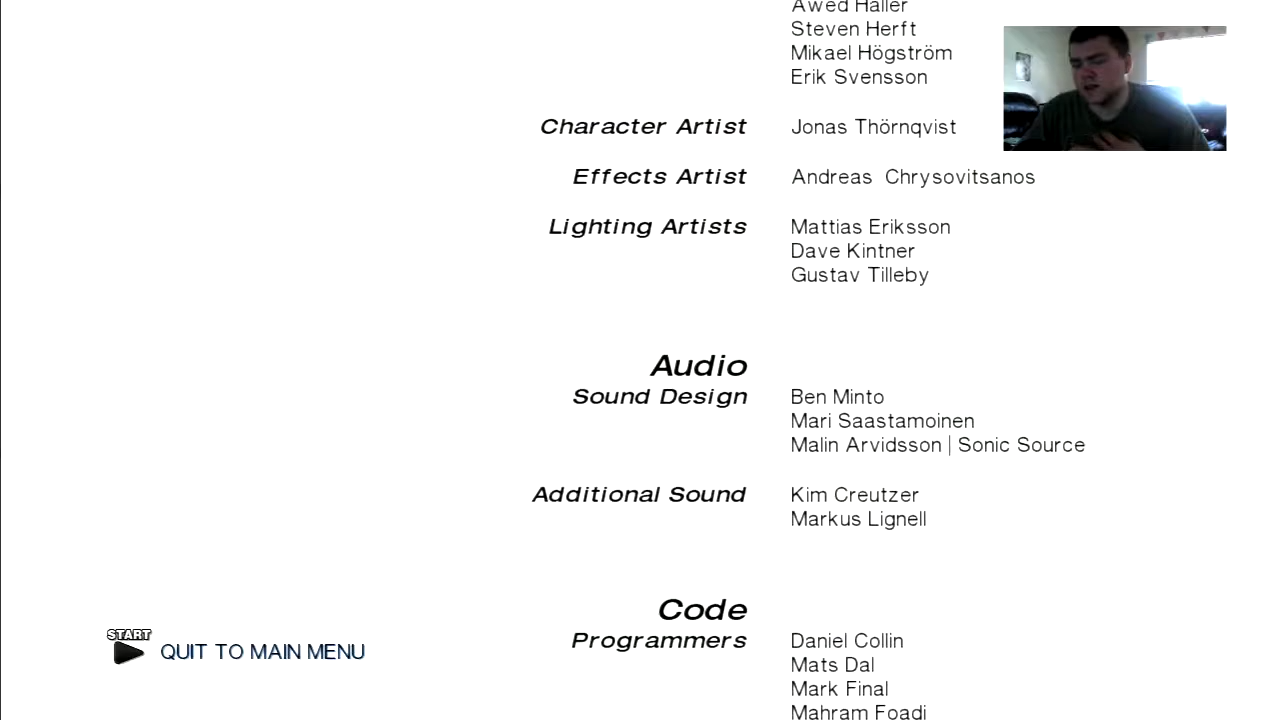 Awed Haller
Steven Herft
Mikael Högström
Erik Svensson
Character Artist Jonas Thörnqvist
Effects Artist Andreas Chrysovitsanos
Lighting Artists Mattias Eriksson
Dave Kintner
Gustav Tilleby
Audio
Sound Design Ben Minto
Mari Saastamoinen
Malin Arvidsson | Sonic Source
Additional Sound Kim Creutzer
Markus Lignell
Code
Programmers Daniel Collin
Mats Dal
Mark Final
Mahram Foadi
START
QUIT TO MAIN MENU